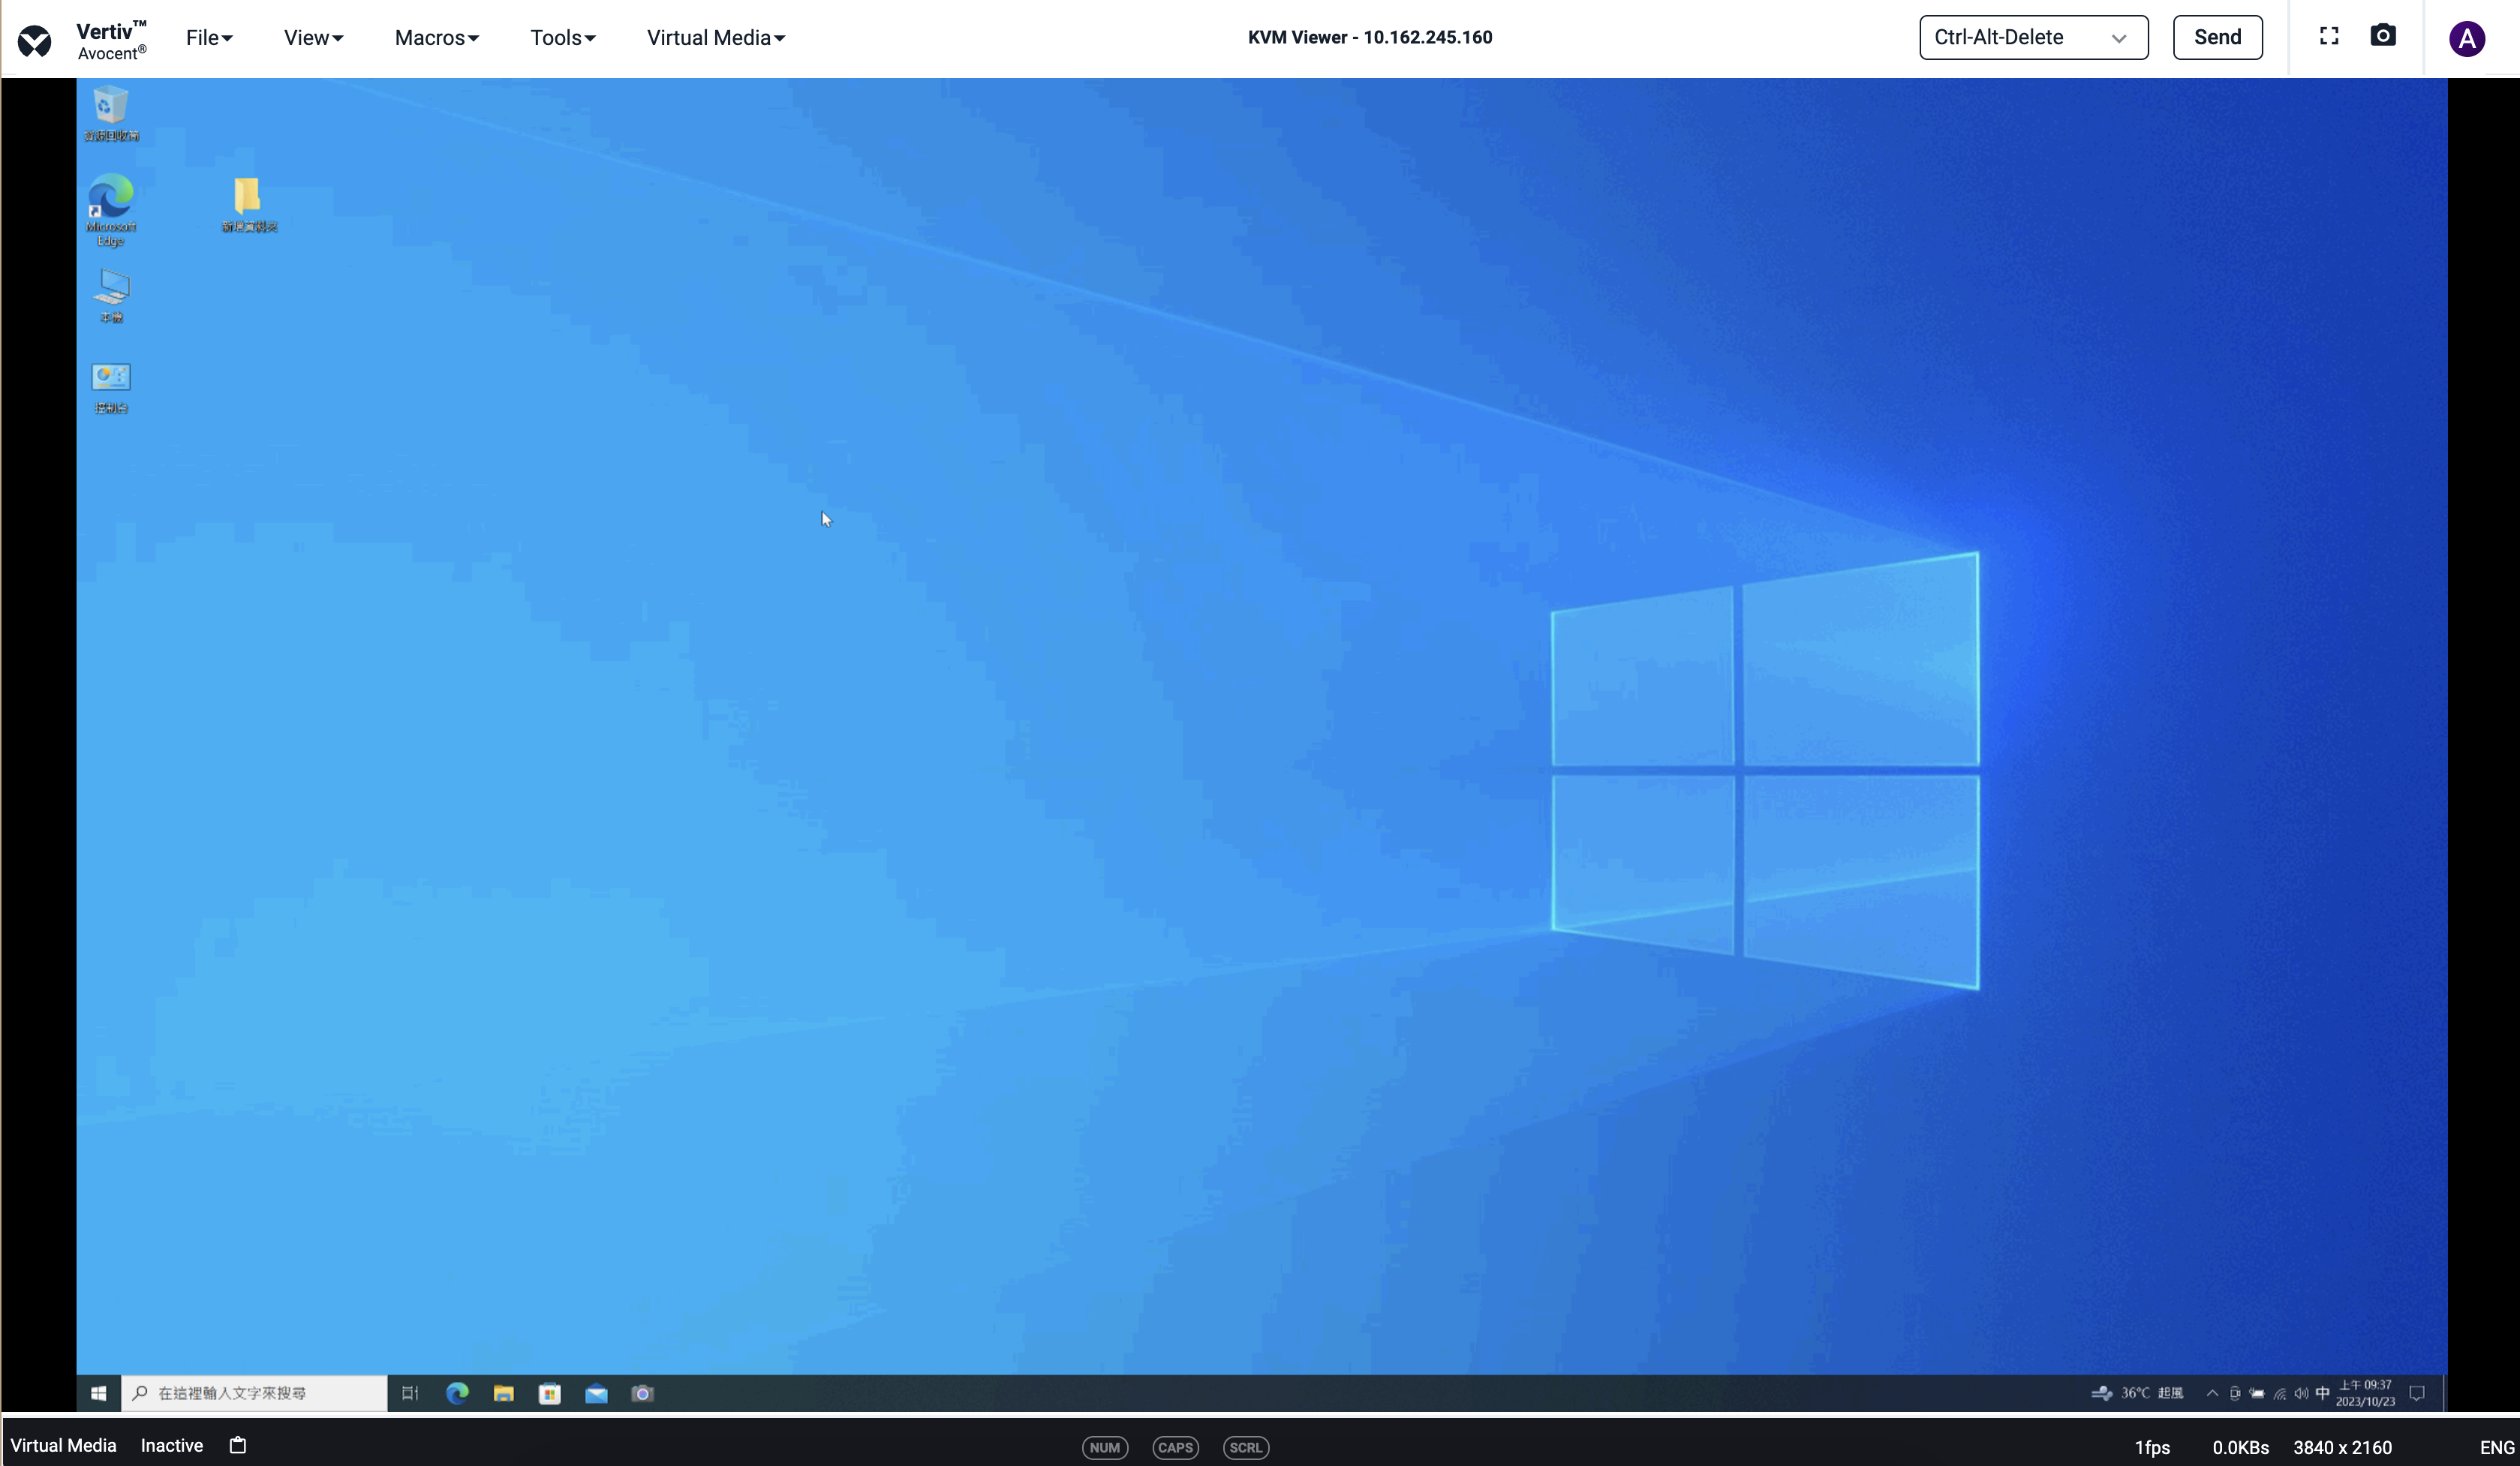 Vertiv™
Avocent®
File
View
Macros
Tools
Virtual Media
KVM Viewer - 10.162.245.160
Ctrl-Alt-Delete
Send
A
資源回收筒
Microsoft
Edge
新增資料夾
本機
控制台
在這裡輸入文字來搜尋
36°C 起風
中
上午 09:37
2023/10/23
Virtual Media Inactive
NUM
CAPS
SCRL
1fps
0.0KBs
3840 x 2160
ENG